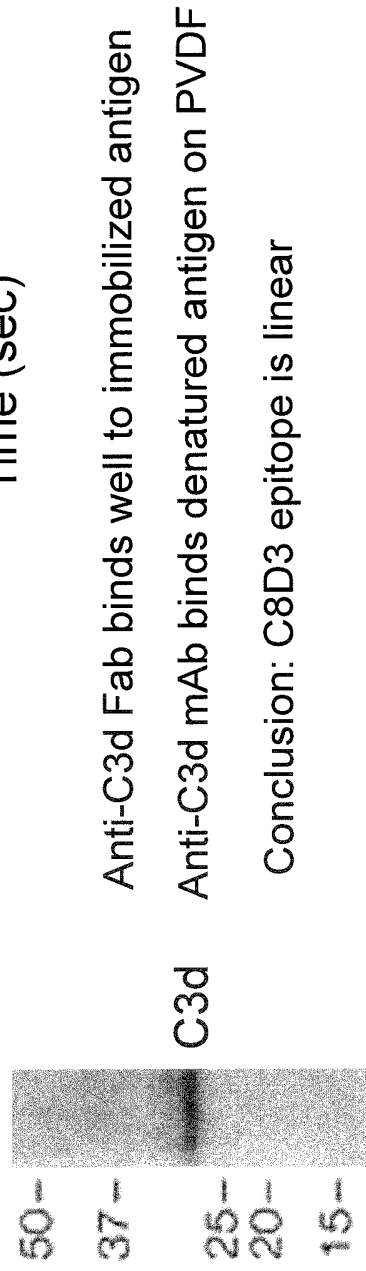 Time (sec)
50–
37–
25–
20–
15–
C3d
Anti-C3d Fab binds well to immobilized antigen
Anti-C3d mAb binds denatured antigen on PVDF
Conclusion: C8D3 epitope is linear